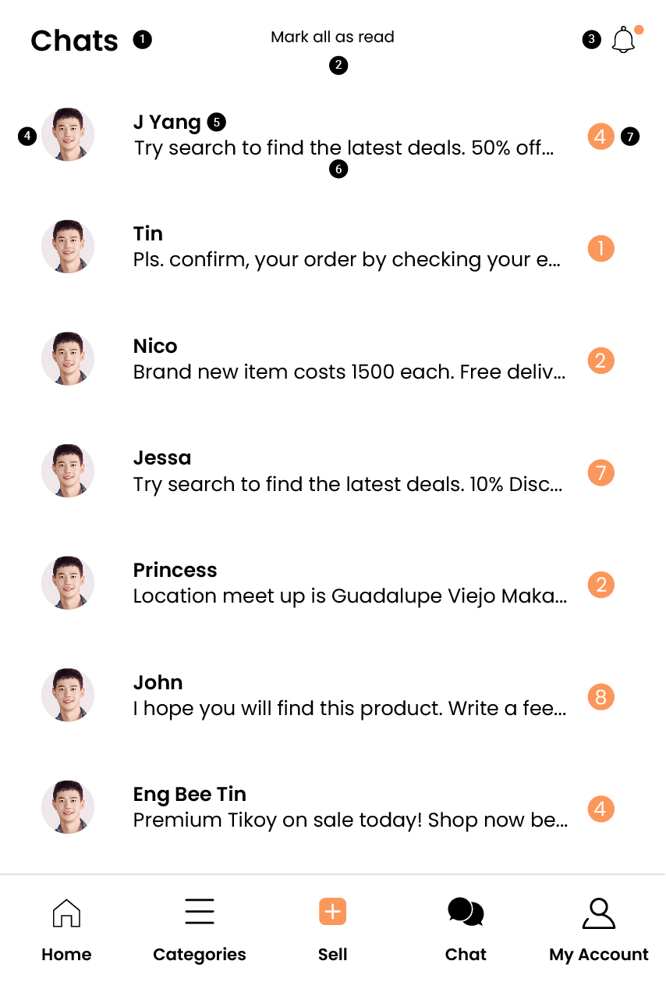 Chats 1
Mark all as read
2
3
4
J Yang 5
Try search to find the latest deals. 50% off...
6
4 7
Tin
Pls. confirm, your order by checking your e...
1
Nico
Brand new item costs 1500 each. Free deliv...
2
Jessa
Try search to find the latest deals. 10% Disc...
7
Princess
Location meet up is Guadalupe Viejo Maka...
2
John
I hope you will find this product. Write a fee...
8
Eng Bee Tin
Premium Tikoy on sale today! Shop now be...
4
Home
Categories
Sell
Chat
My Account